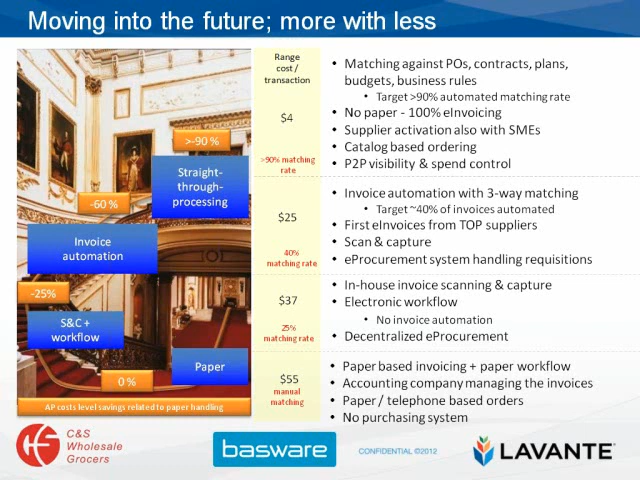 Moving into the future; more with less
Range
cost /
transaction
$4
>90% matching
rate
$25
40%
matching rate
$37
25%
matching rate
$55
manual
matching
>-90 %
Straight-
through-
processing
-60 %
Invoice
automation
-25%
S&C +
workflow
Paper
0 %
AP costs level savings related to paper handling
• Matching against POs, contracts, plans,
budgets, business rules
• Target >90% automated matching rate
• No paper - 100% eInvoicing
• Supplier activation also with SMEs
• Catalog based ordering
• P2P visibility & spend control
• Invoice automation with 3-way matching
• Target ~40% of invoices automated
• First eInvoices from TOP suppliers
• Scan & capture
• eProcurement system handling requisitions
• In-house invoice scanning & capture
• Electronic workflow
• No invoice automation
• Decentralized eProcurement
• Paper based invoicing + paper workflow
• Accounting company managing the invoices
• Paper / telephone based orders
• No purchasing system
C&S
Wholesale
Grocers
basware
CONFIDENTIAL ©2012
LAVANTE